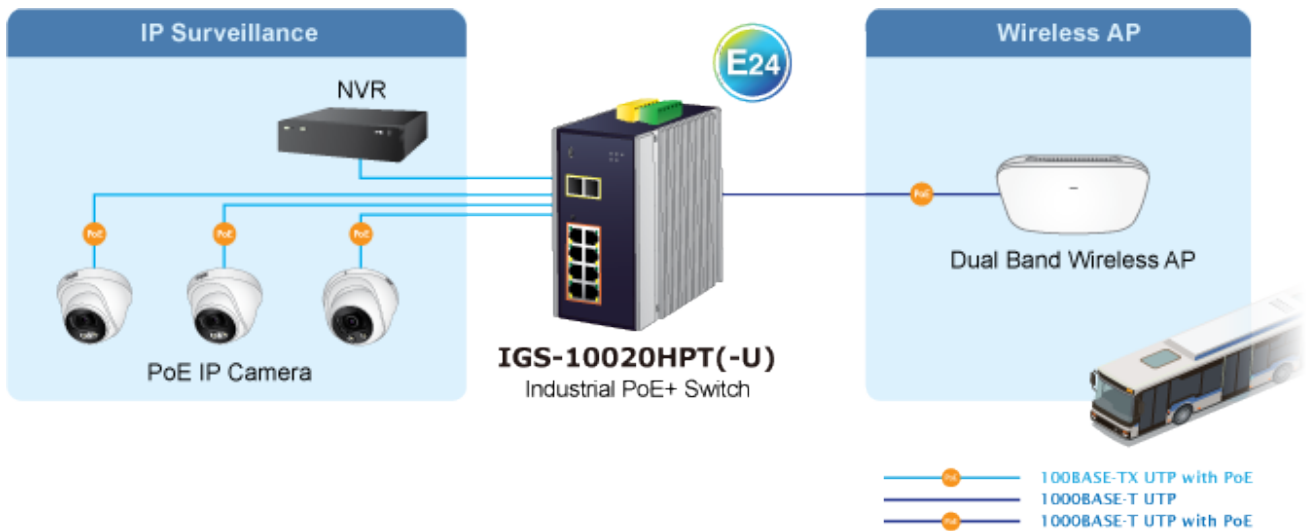 IP Surveillance
NVR
PoE
PoE
PoE
PoE IP Camera
E24
IGS-10020HPT(-U)
Industrial PoE+ Switch
Wireless AP
PoE
Dual Band Wireless AP
PoE 100BASE-TX UTP with PoE
1000BASE-T UTP
PoE 1000BASE-T UTP with PoE